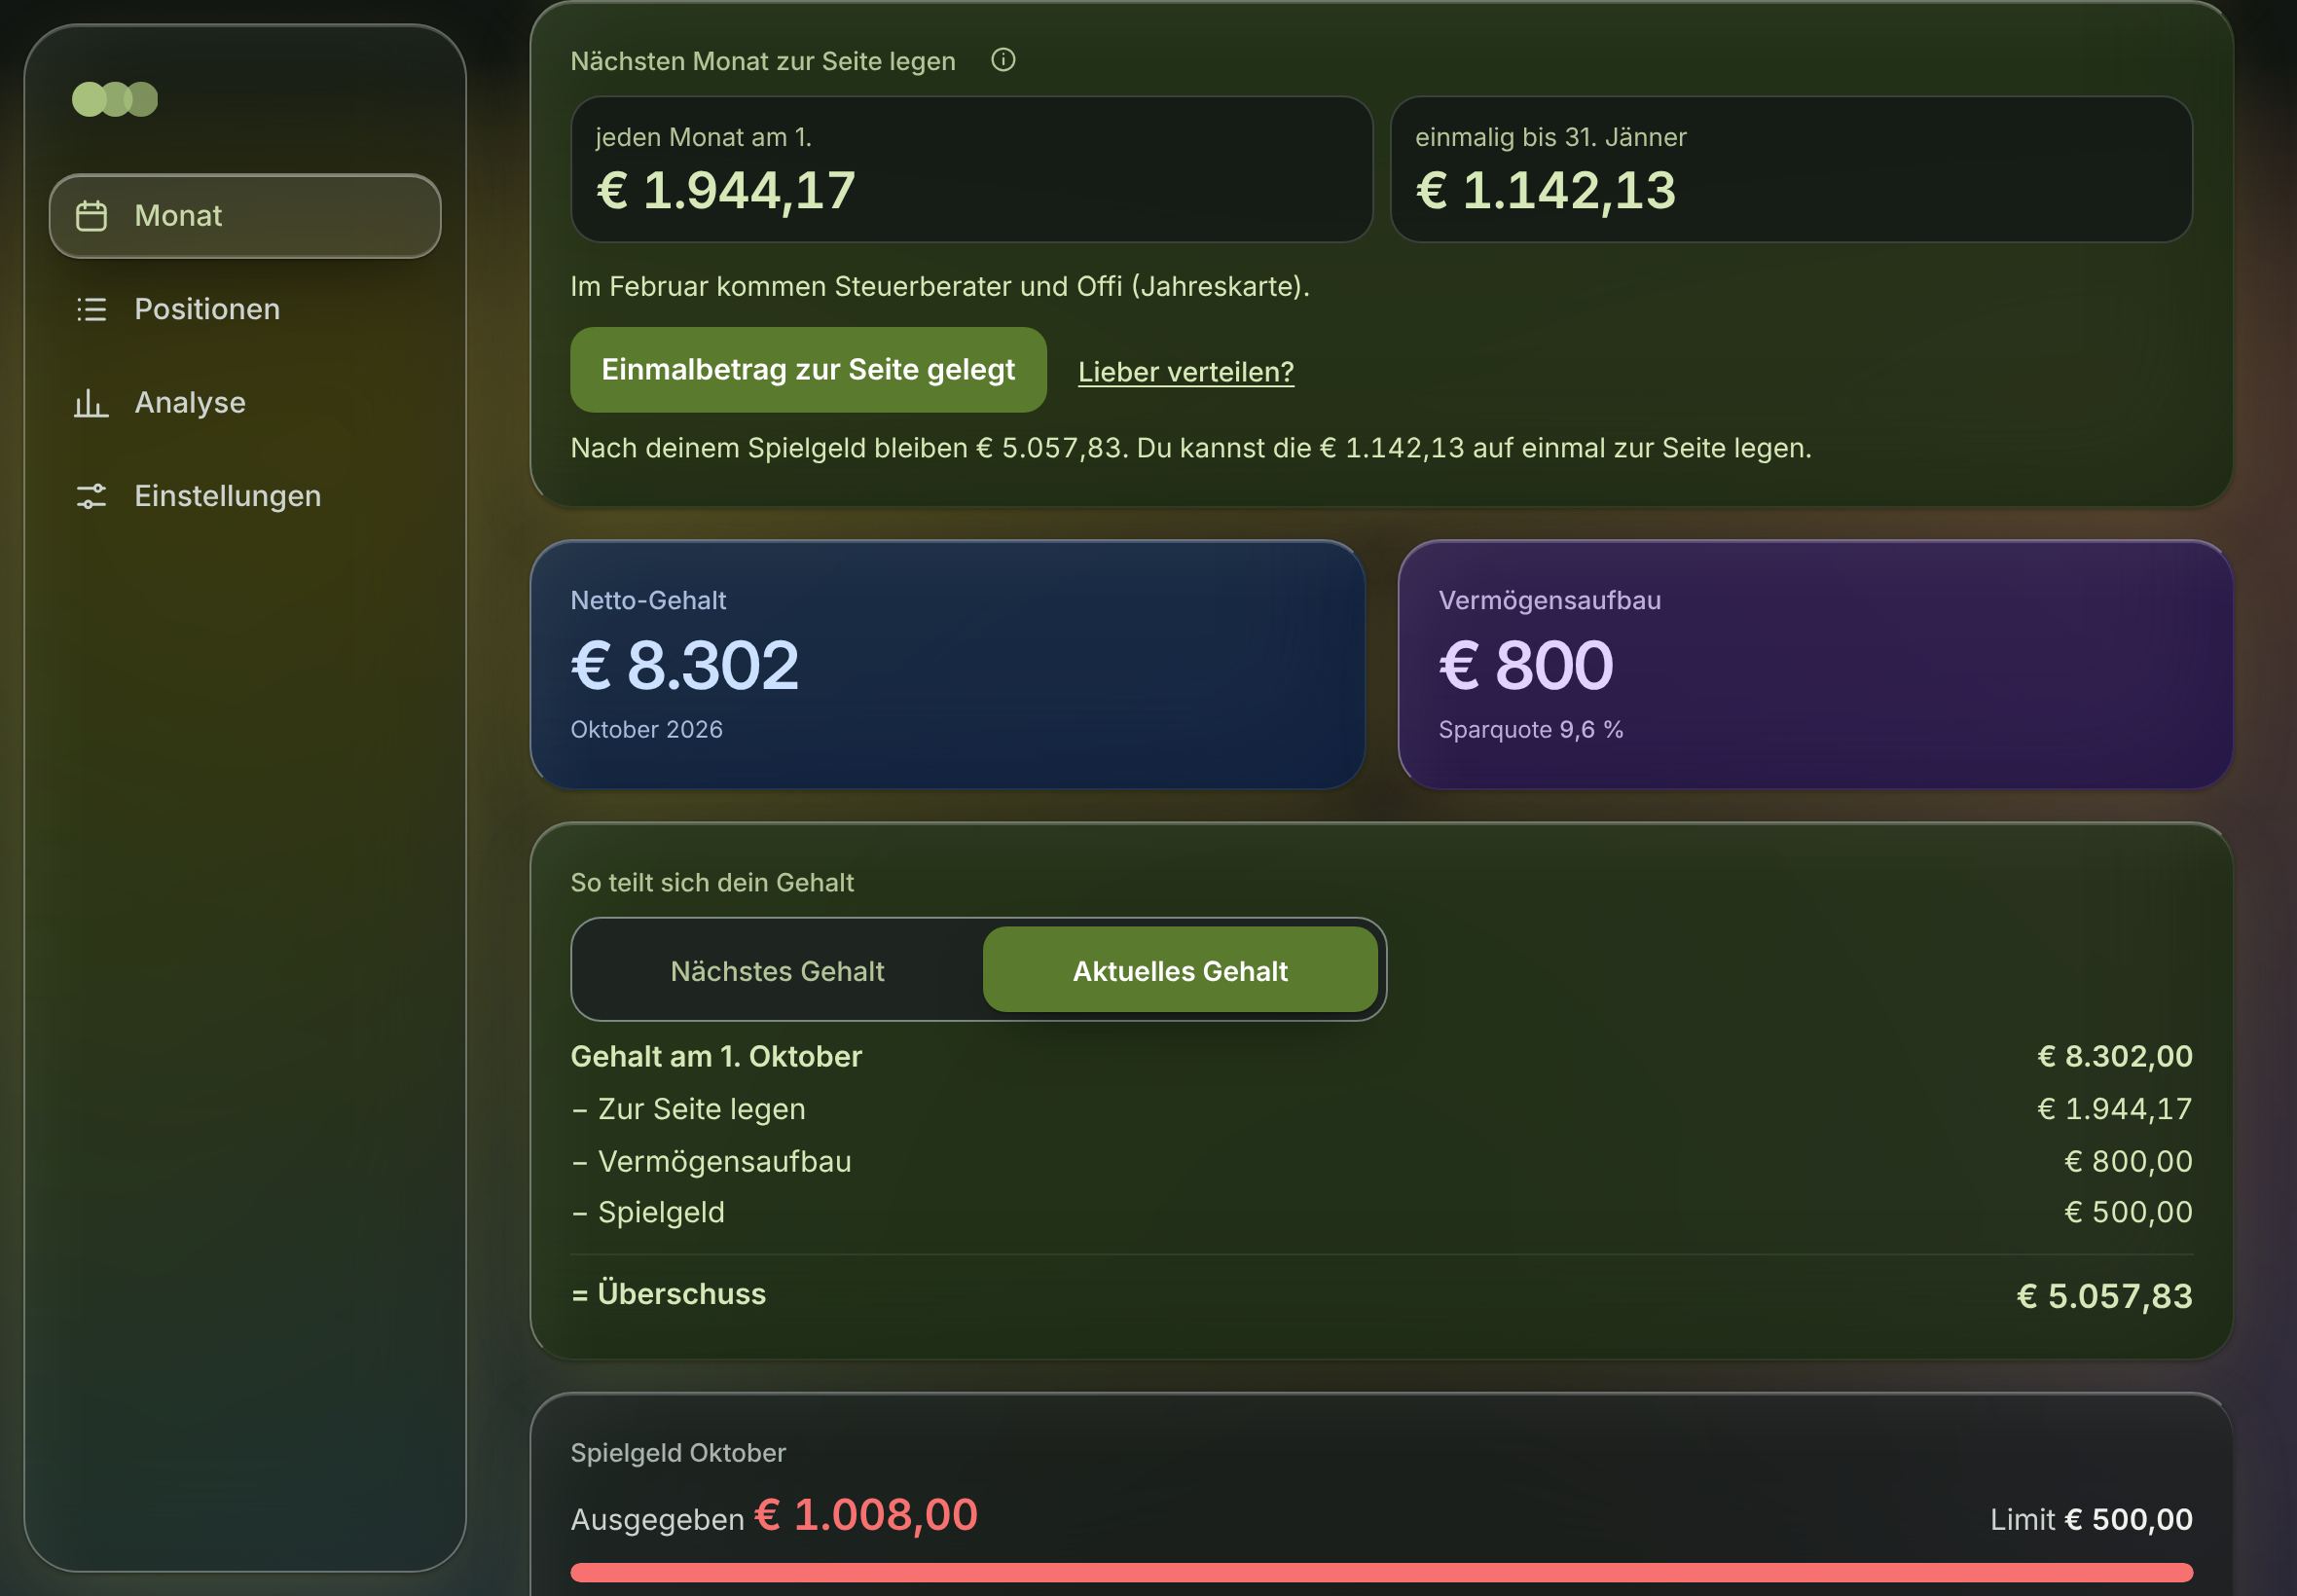 Monat
Positionen
Analyse
Einstellungen
Nächsten Monat zur Seite legen
jeden Monat am 1.
€ 1.944,17
einmalig bis 31. Jänner
€ 1.142,13
Im Februar kommen Steuerberater und Offi (Jahreskarte).
Einmalbetrag zur Seite gelegt
Lieber verteilen?
Nach deinem Spielgeld bleiben € 5.057,83. Du kannst die € 1.142,13 auf einmal zur Seite legen.
Netto-Gehalt
€ 8.302
Oktober 2026
Vermögensaufbau
€ 800
Sparquote 9,6 %
So teilt sich dein Gehalt
Nächstes Gehalt
Aktuelles Gehalt
Gehalt am 1. Oktober € 8.302,00
– Zur Seite legen € 1.944,17
– Vermögensaufbau € 800,00
– Spielgeld € 500,00
= Überschuss € 5.057,83
Spielgeld Oktober
Ausgegeben € 1.008,00 Limit € 500,00